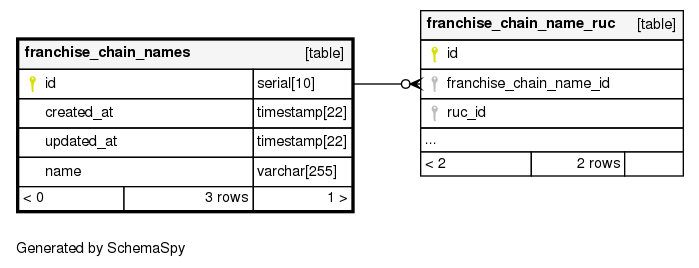 franchise_chain_names [table]
id serial[10]
created_at timestamp[22]
updated_at timestamp[22]
name varchar[255]
< 0 3 rows 1 >
franchise_chain_name_ruc [table]
id
franchise_chain_name_id
ruc_id
...
< 2 2 rows
Generated by SchemaSpy